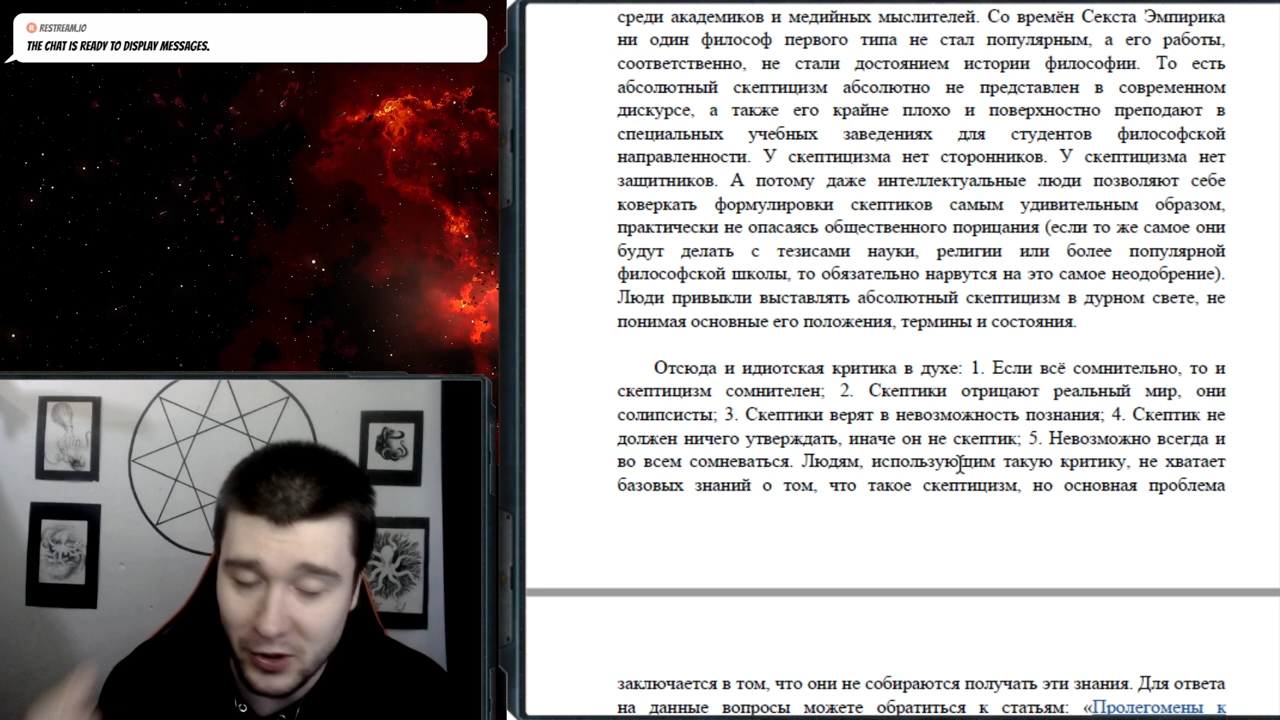 RESTREAM.IO
THE CHAT IS READY TO DISPLAY MESSAGES.
среди академиков и медийных мыслителей. Со времён Секста Эмпирика
ни один философ первого типа не стал популярным, а его работы,
соответственно, не стали достоянием истории философии. То есть
абсолютный скептицизм абсолютно не представлен в современном
дискурсе, а также его крайне плохо и поверхностно преподают в
специальных учебных заведениях для студентов философской
направленности. У скептицизма нет сторонников. У скептицизма нет
защитников. А потому даже интеллектуальные люди позволяют себе
коверкать формулировки скептиков самым удивительным образом,
практически не опасаясь общественного порицания (если то же самое они
будут делать с тезисами науки, религии или более популярной
философской школы, то обязательно нарвутся на это самое неодобрение).
Люди привыкли выставлять абсолютный скептицизм в дурном свете, не
понимая основные его положения, термины и состояния.
Отсюда и идиотская критика в духе: 1. Если всё сомнительно, то и
скептицизм сомнителен; 2. Скептики отрицают реальный мир, они
солипсисты; 3. Скептики верят в невозможность познания; 4. Скептик не
должен ничего утверждать, иначе он не скептик; 5. Невозможно всегда и
во всем сомневаться. Людям, использующим такую критику, не хватает
базовых знаний о том, что такое скептицизм, но основная проблема
заключается в том, что они не собираются получать эти знания. Для ответа
на данные вопросы можете обратиться к статьям: «Пролегомены к